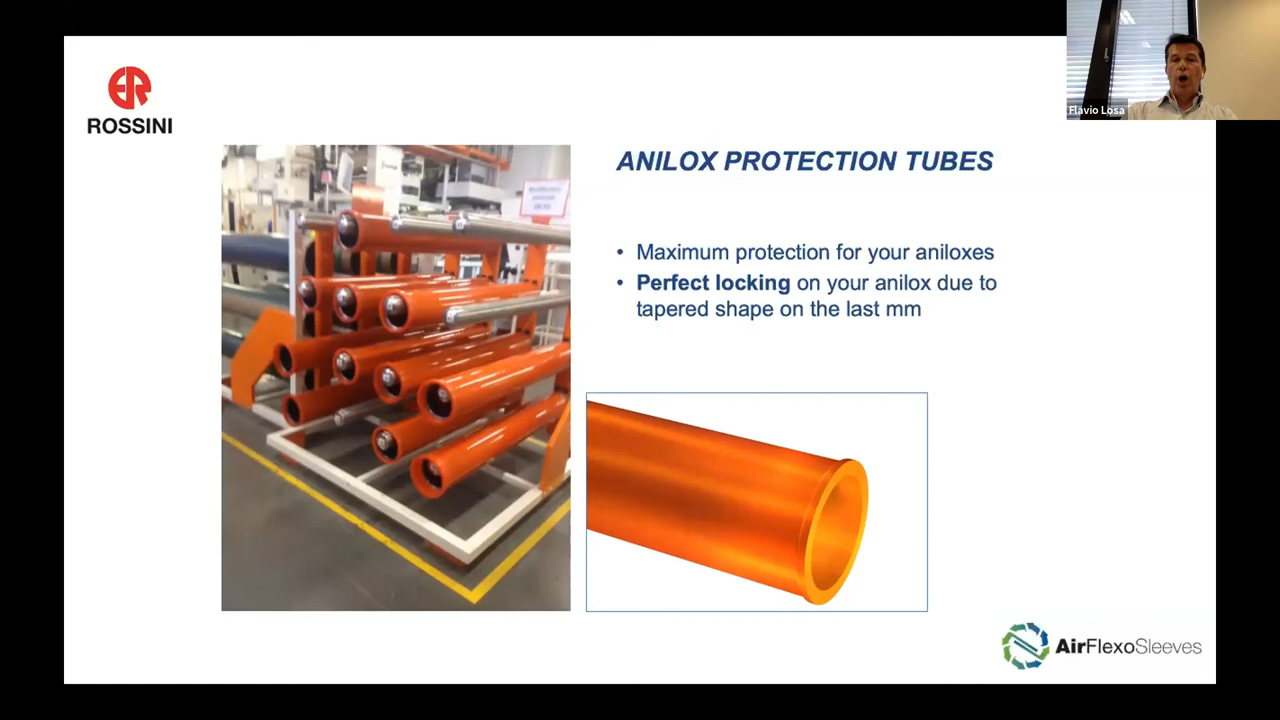 ROSSINI
Flavio Losa
ANILOX PROTECTION TUBES
• Maximum protection for your aniloxes
• Perfect locking on your anilox due to
tapered shape on the last mm
AirFlexoSleeves